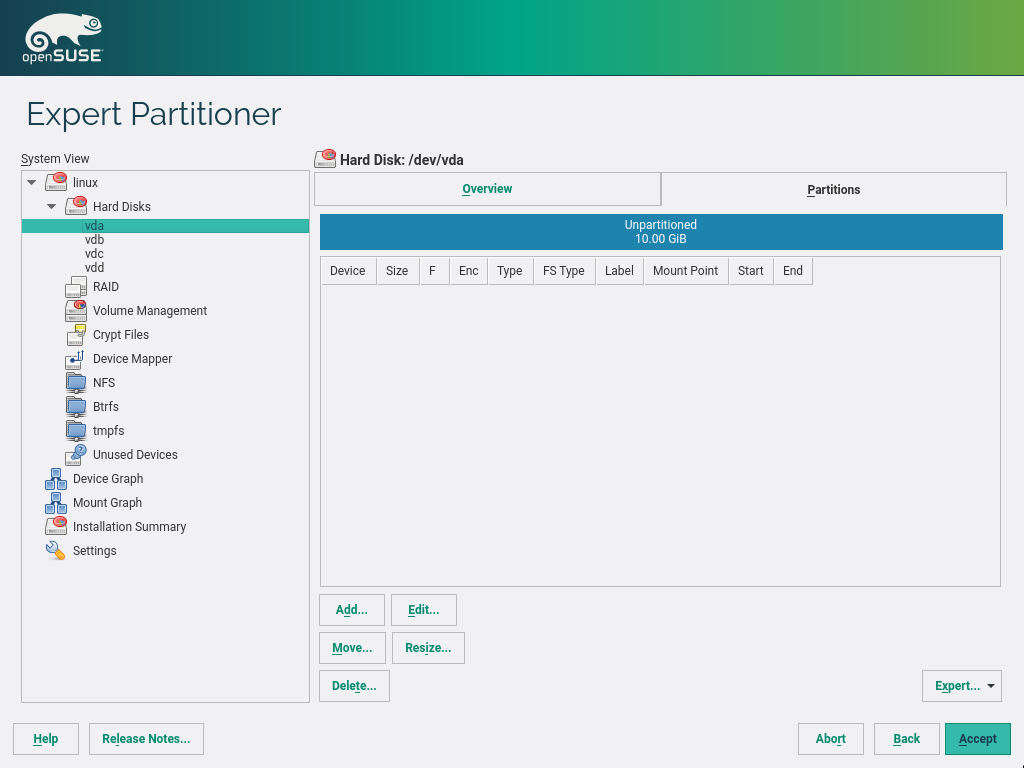 openSUSE
Expert Partitioner
System View
linux
Hard Disks
vda
vdb
vdc
vdd
RAID
Volume Management
Crypt Files
Device Mapper
NFS
Btrfs
tmpfs
Unused Devices
Device Graph
Mount Graph
Installation Summary
Settings
Hard Disk: /dev/vda
Overview
Partitions
Unpartitioned
10.00 GiB
Device Size F Enc Type FS Type Label Mount Point Start End
Add... Edit...
Move... Resize...
Delete... Expert...
Help Release Notes... Abort Back Accept